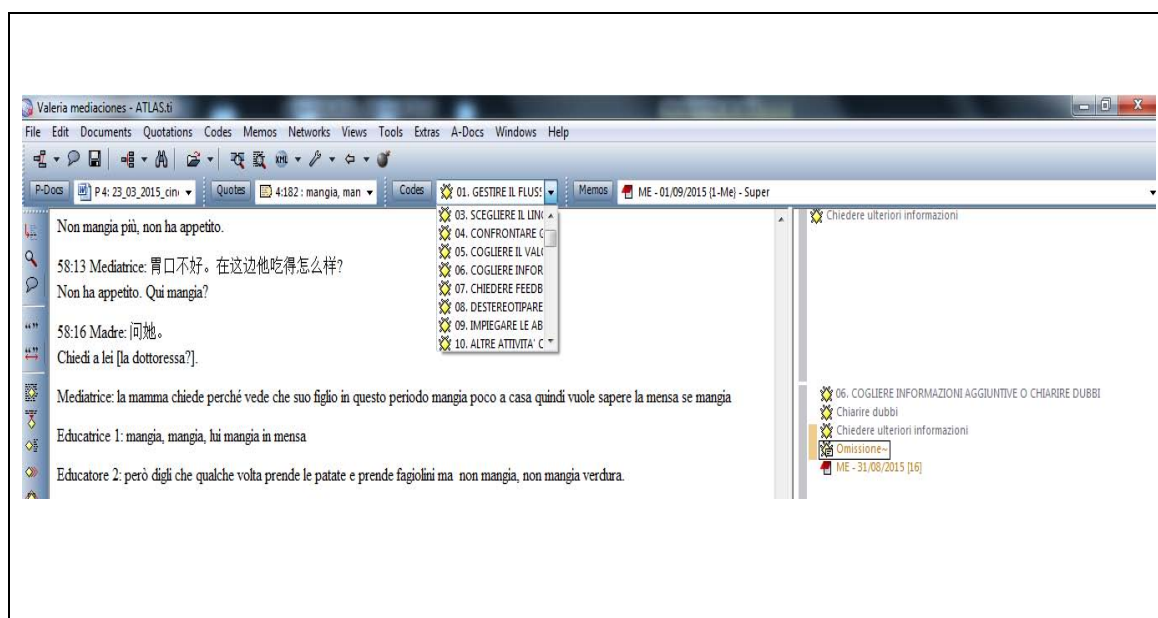 Valeria mediaciones - ATLAS.ti
File Edit Documents Quotations Codes Memos Networks Views Tools Extras A-Docs Windows Help
P-Docs P 4: 23_03_2015_cin Quotes 4:182 : mangia, man Codes 01. GESTIRE IL FLUS Memos ME - 01/09/2015 (1-Me) - Super
03. SCEGLIERE IL LIN
04. CONFRONTARE
05. COGLIERE IL VAL
06. COGLIERE INFOR
07. CHIEDERE FEEDB
08. DESTEREOTIPARE
09. IMPIEGARE LE AB
10. ALTRE ATTIVITA' C
Non mangia più, non ha appetito.
58:13 Mediatrice: 胃口不好。在这边他吃得怎么样?
Non ha appetito. Qui mangia?
58:16 Madre: 问她。
Chiedi a lei [la dottoressa?].
Mediatrice: la mamma chiede perché vede che suo figlio in questo periodo mangia poco a casa quindi vuole sapere la mensa se mangia
Educatrice 1: mangia, mangia, lui mangia in mensa
Educatore 2: però digli che qualche volta prende le patate e prende fagiolini ma non mangia, non mangia verdura.
Chiedere ulteriori informazioni
06. COGLIERE INFORMAZIONI AGGIUNTIVE O CHIARIRE DUBBI
Chiarire dubbi
Chiedere ulteriori informazioni
Omissione~
ME - 31/08/2015 [16]